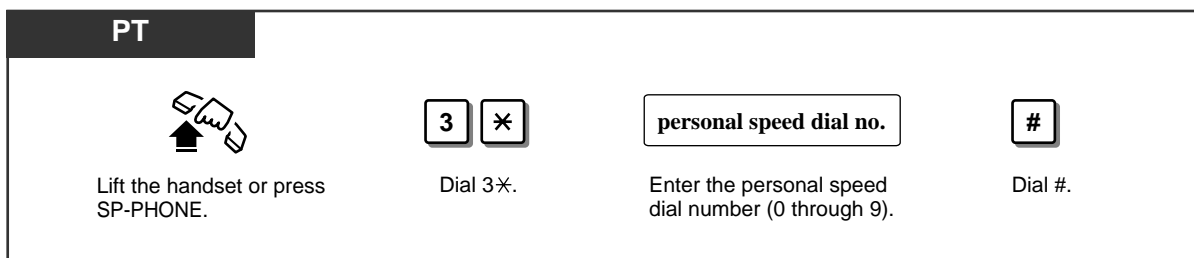 PT
3 ✳
personal speed dial no.
#
Lift the handset or press
SP-PHONE.
Dial 3✳.
Enter the personal speed
dial number (0 through 9).
Dial #.